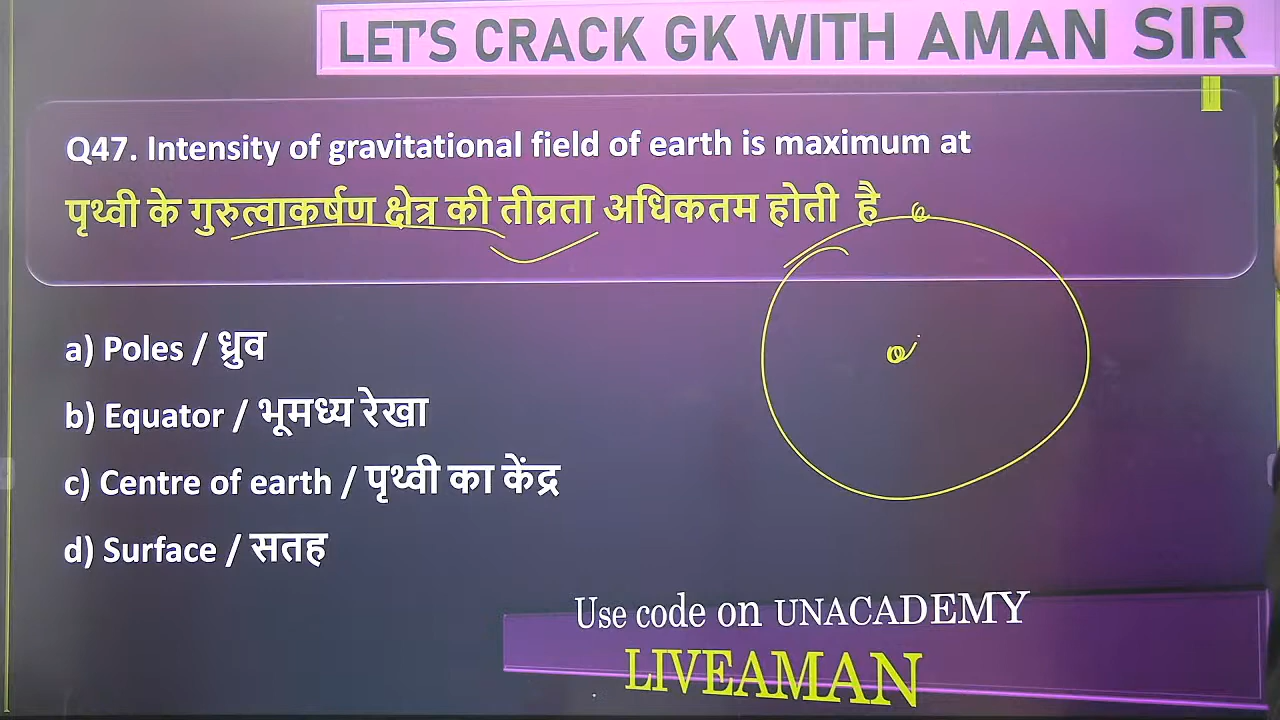 LET'S CRACK GK WITH AMAN SIR
Q47. Intensity of gravitational field of earth is maximum at
पृथ्वी के गुरुत्वाकर्षण क्षेत्र की तीव्रता अधिकतम होती है
a) Poles / ध्रुव
b) Equator / भूमध्य रेखा
c) Centre of earth / पृथ्वी का केंद्र
d) Surface / सतह
Use code on UNACADEMY
LIVEAMAN